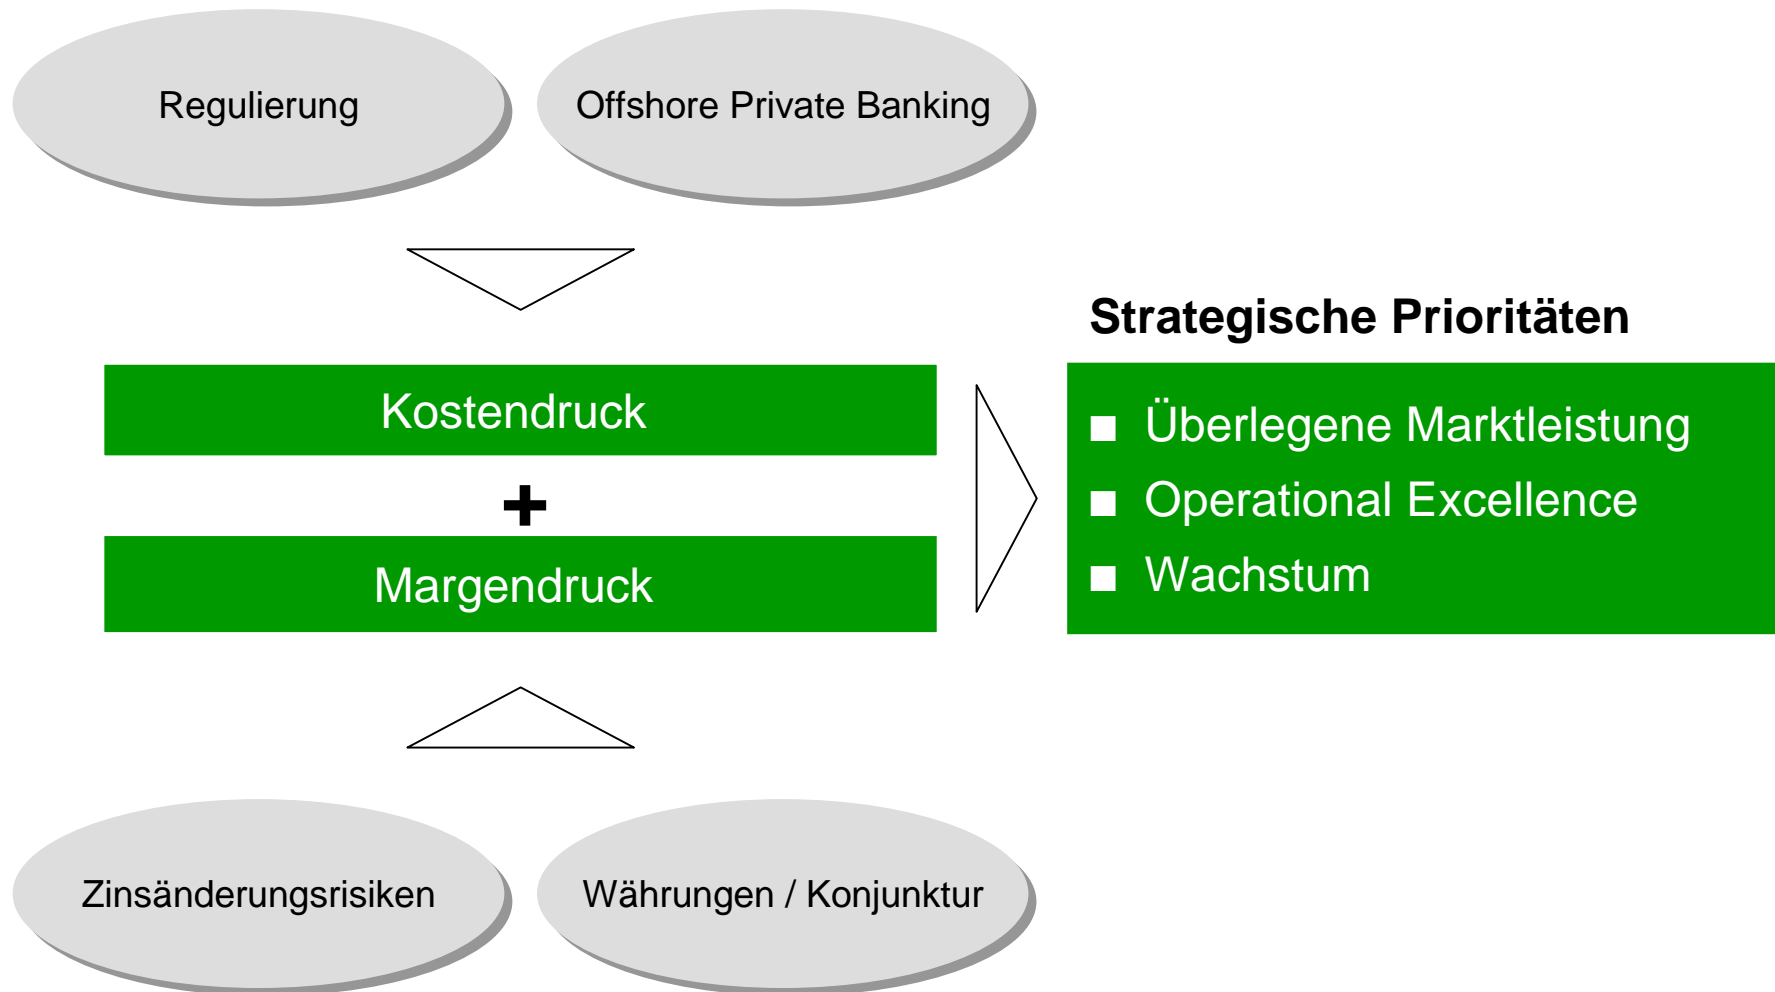 Regulierung
Offshore Private Banking
Strategische Prioritäten
Kostendruck
+
Margendruck
■ Überlegene Marktleistung
■ Operational Excellence
■ Wachstum
Zinsänderungsrisiken
Währungen / Konjunktur